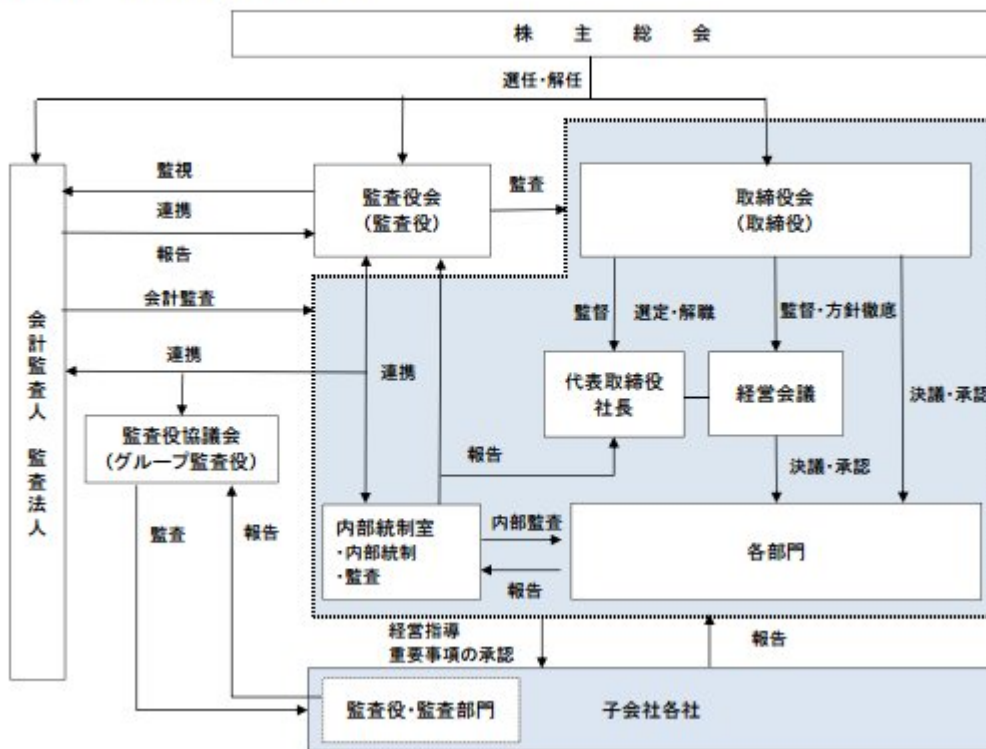 株主総会
選任・解任
監視
連携
報告
監査役会
(監査役)
監査
取締役会
(取締役)
会計監査
監督
選定・解職
監督・方針徹底
会計監査人 監査法人
連携
連携
代表取締役
社長
経営会議
決議・承認
監査役協議会
(グループ監査役)
報告
決議・承認
監査
報告
内部統制室
・内部統制
・監査
内部監査
報告
各部門
経営指導
重要事項の承認
報告
監査役・監査部門
子会社各社